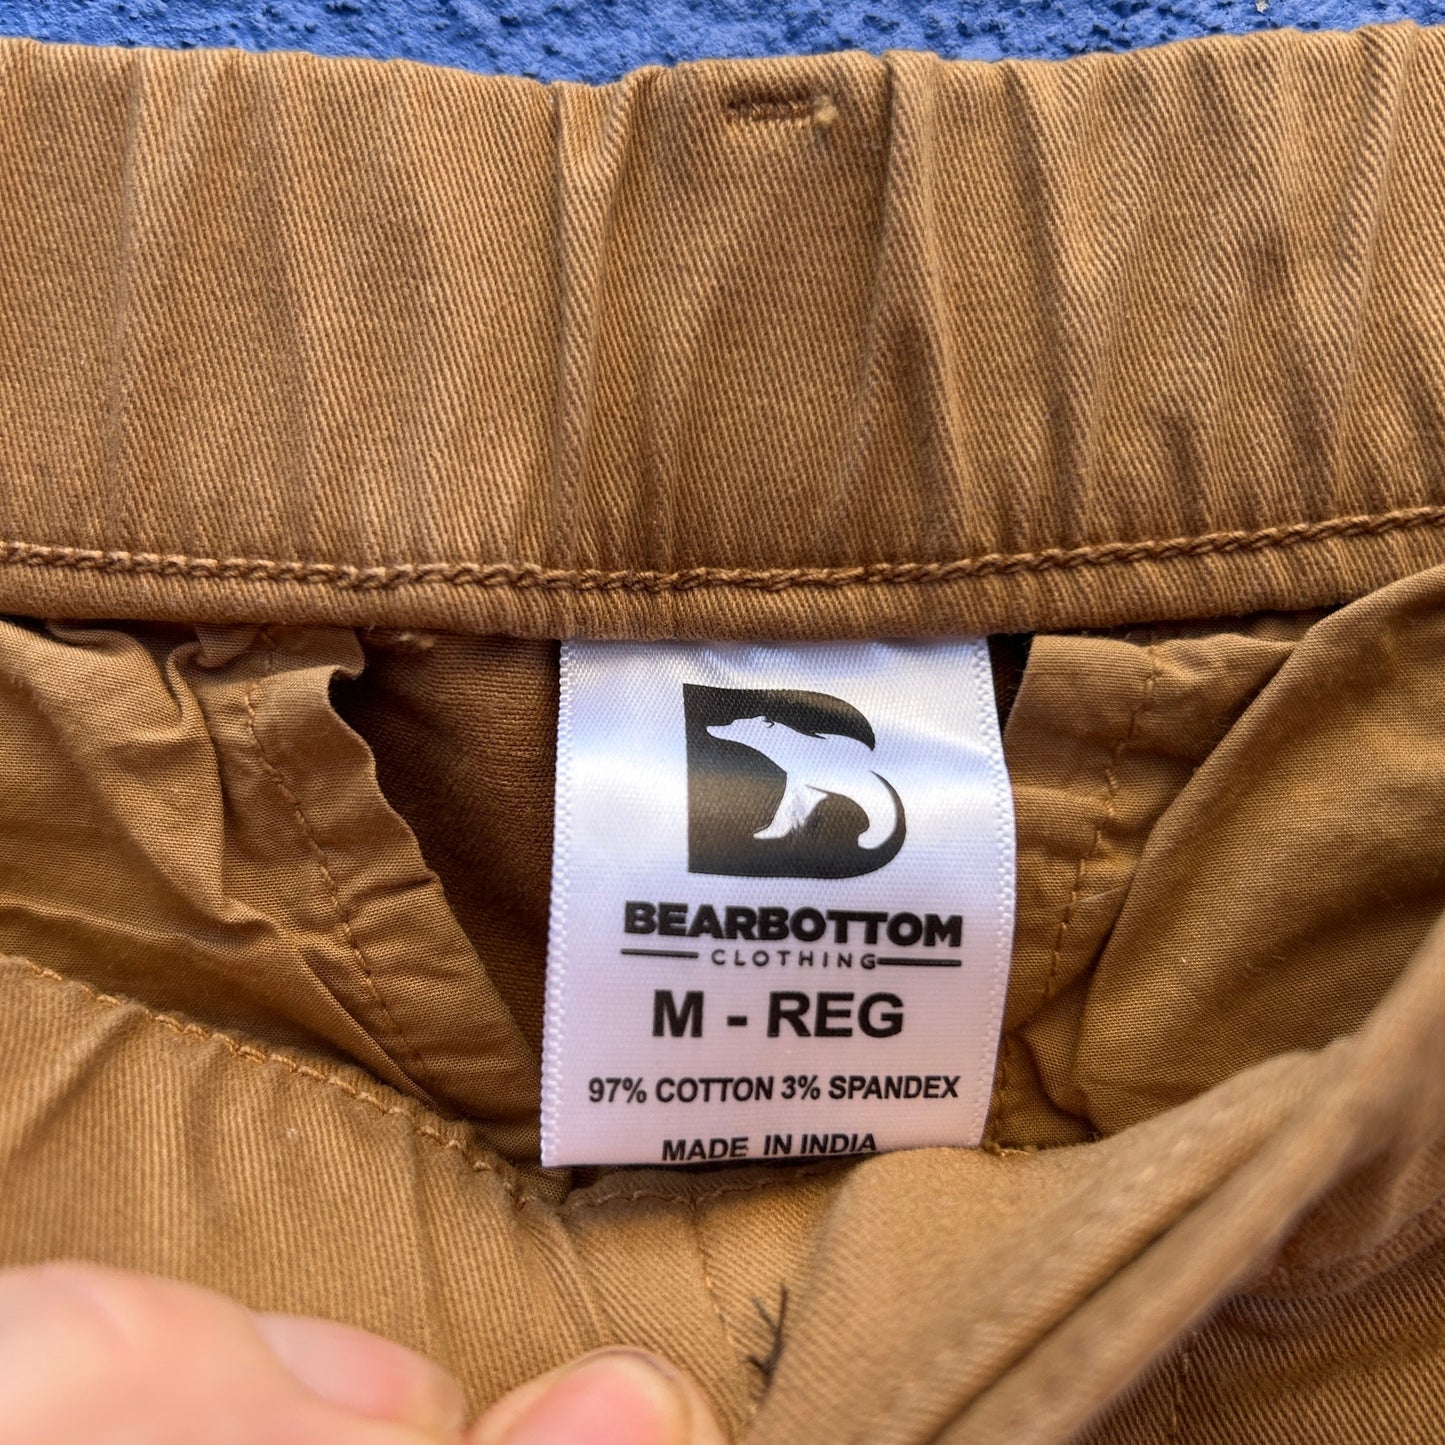 BEARBOTTOM
CLOTHING
M - REG
97% COTTON 3% SPANDEX
MADE IN INDIA